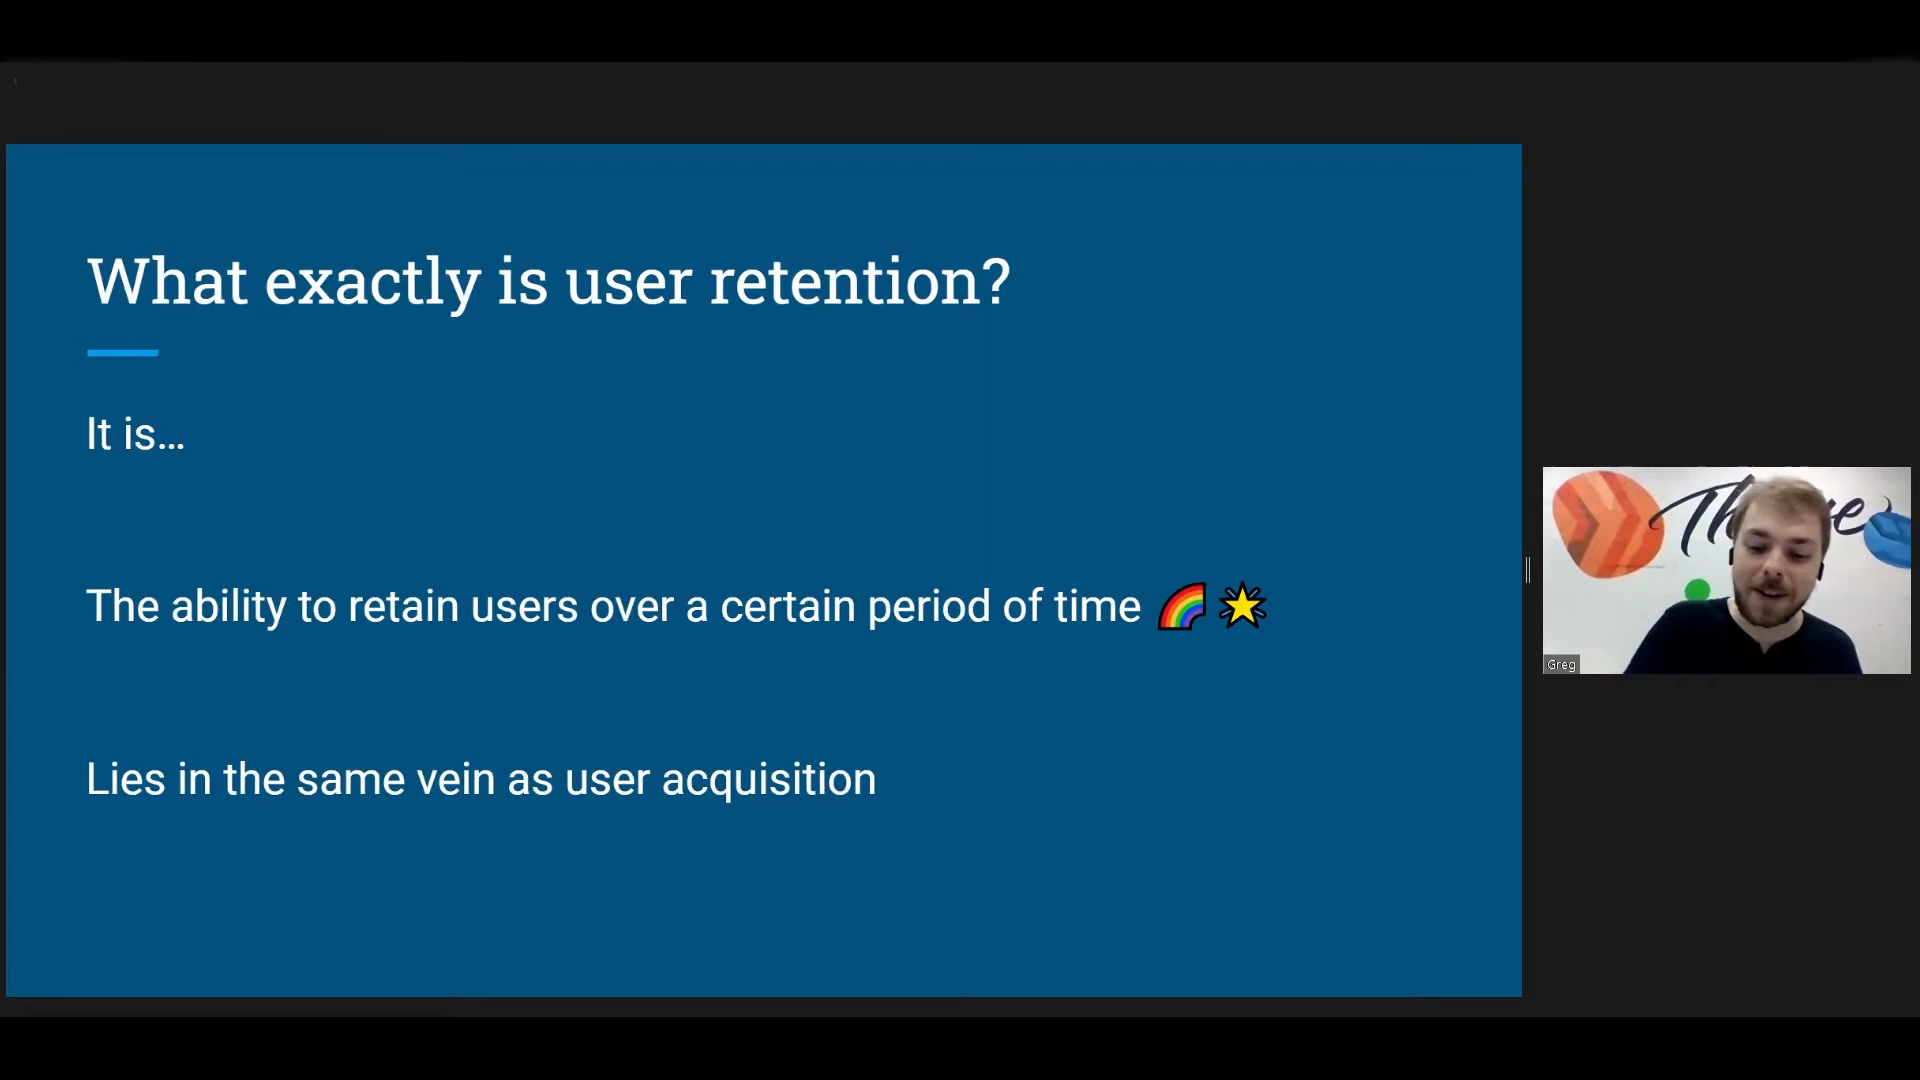 What exactly is user retention?
It is…
The ability to retain users over a certain period of time 🌈 🌟
Lies in the same vein as user acquisition
Greg